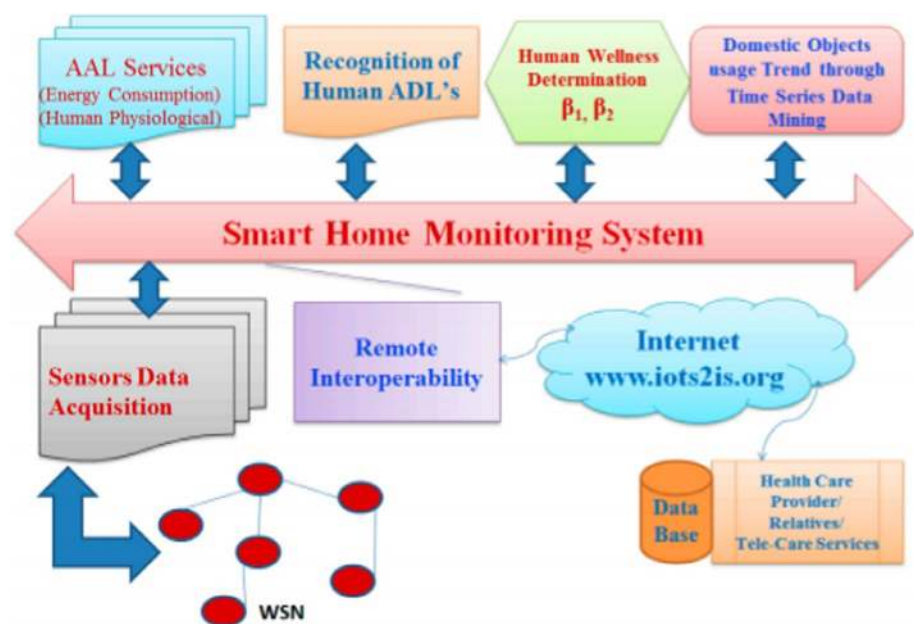 AAL Services
(Energy Consumption)
(Human Physiological)
Recognition of
Human ADL's
Human Wellness
Determination
β1, β2
Domestic Objects
usage Trend through
Time Series Data
Mining
Smart Home Monitoring System
Sensors Data
Acquisition
Remote
Interoperability
Internet
www.iots2is.org
Data
Base
Health Care
Provider/
Relatives/
Tele-Care Services
WSN